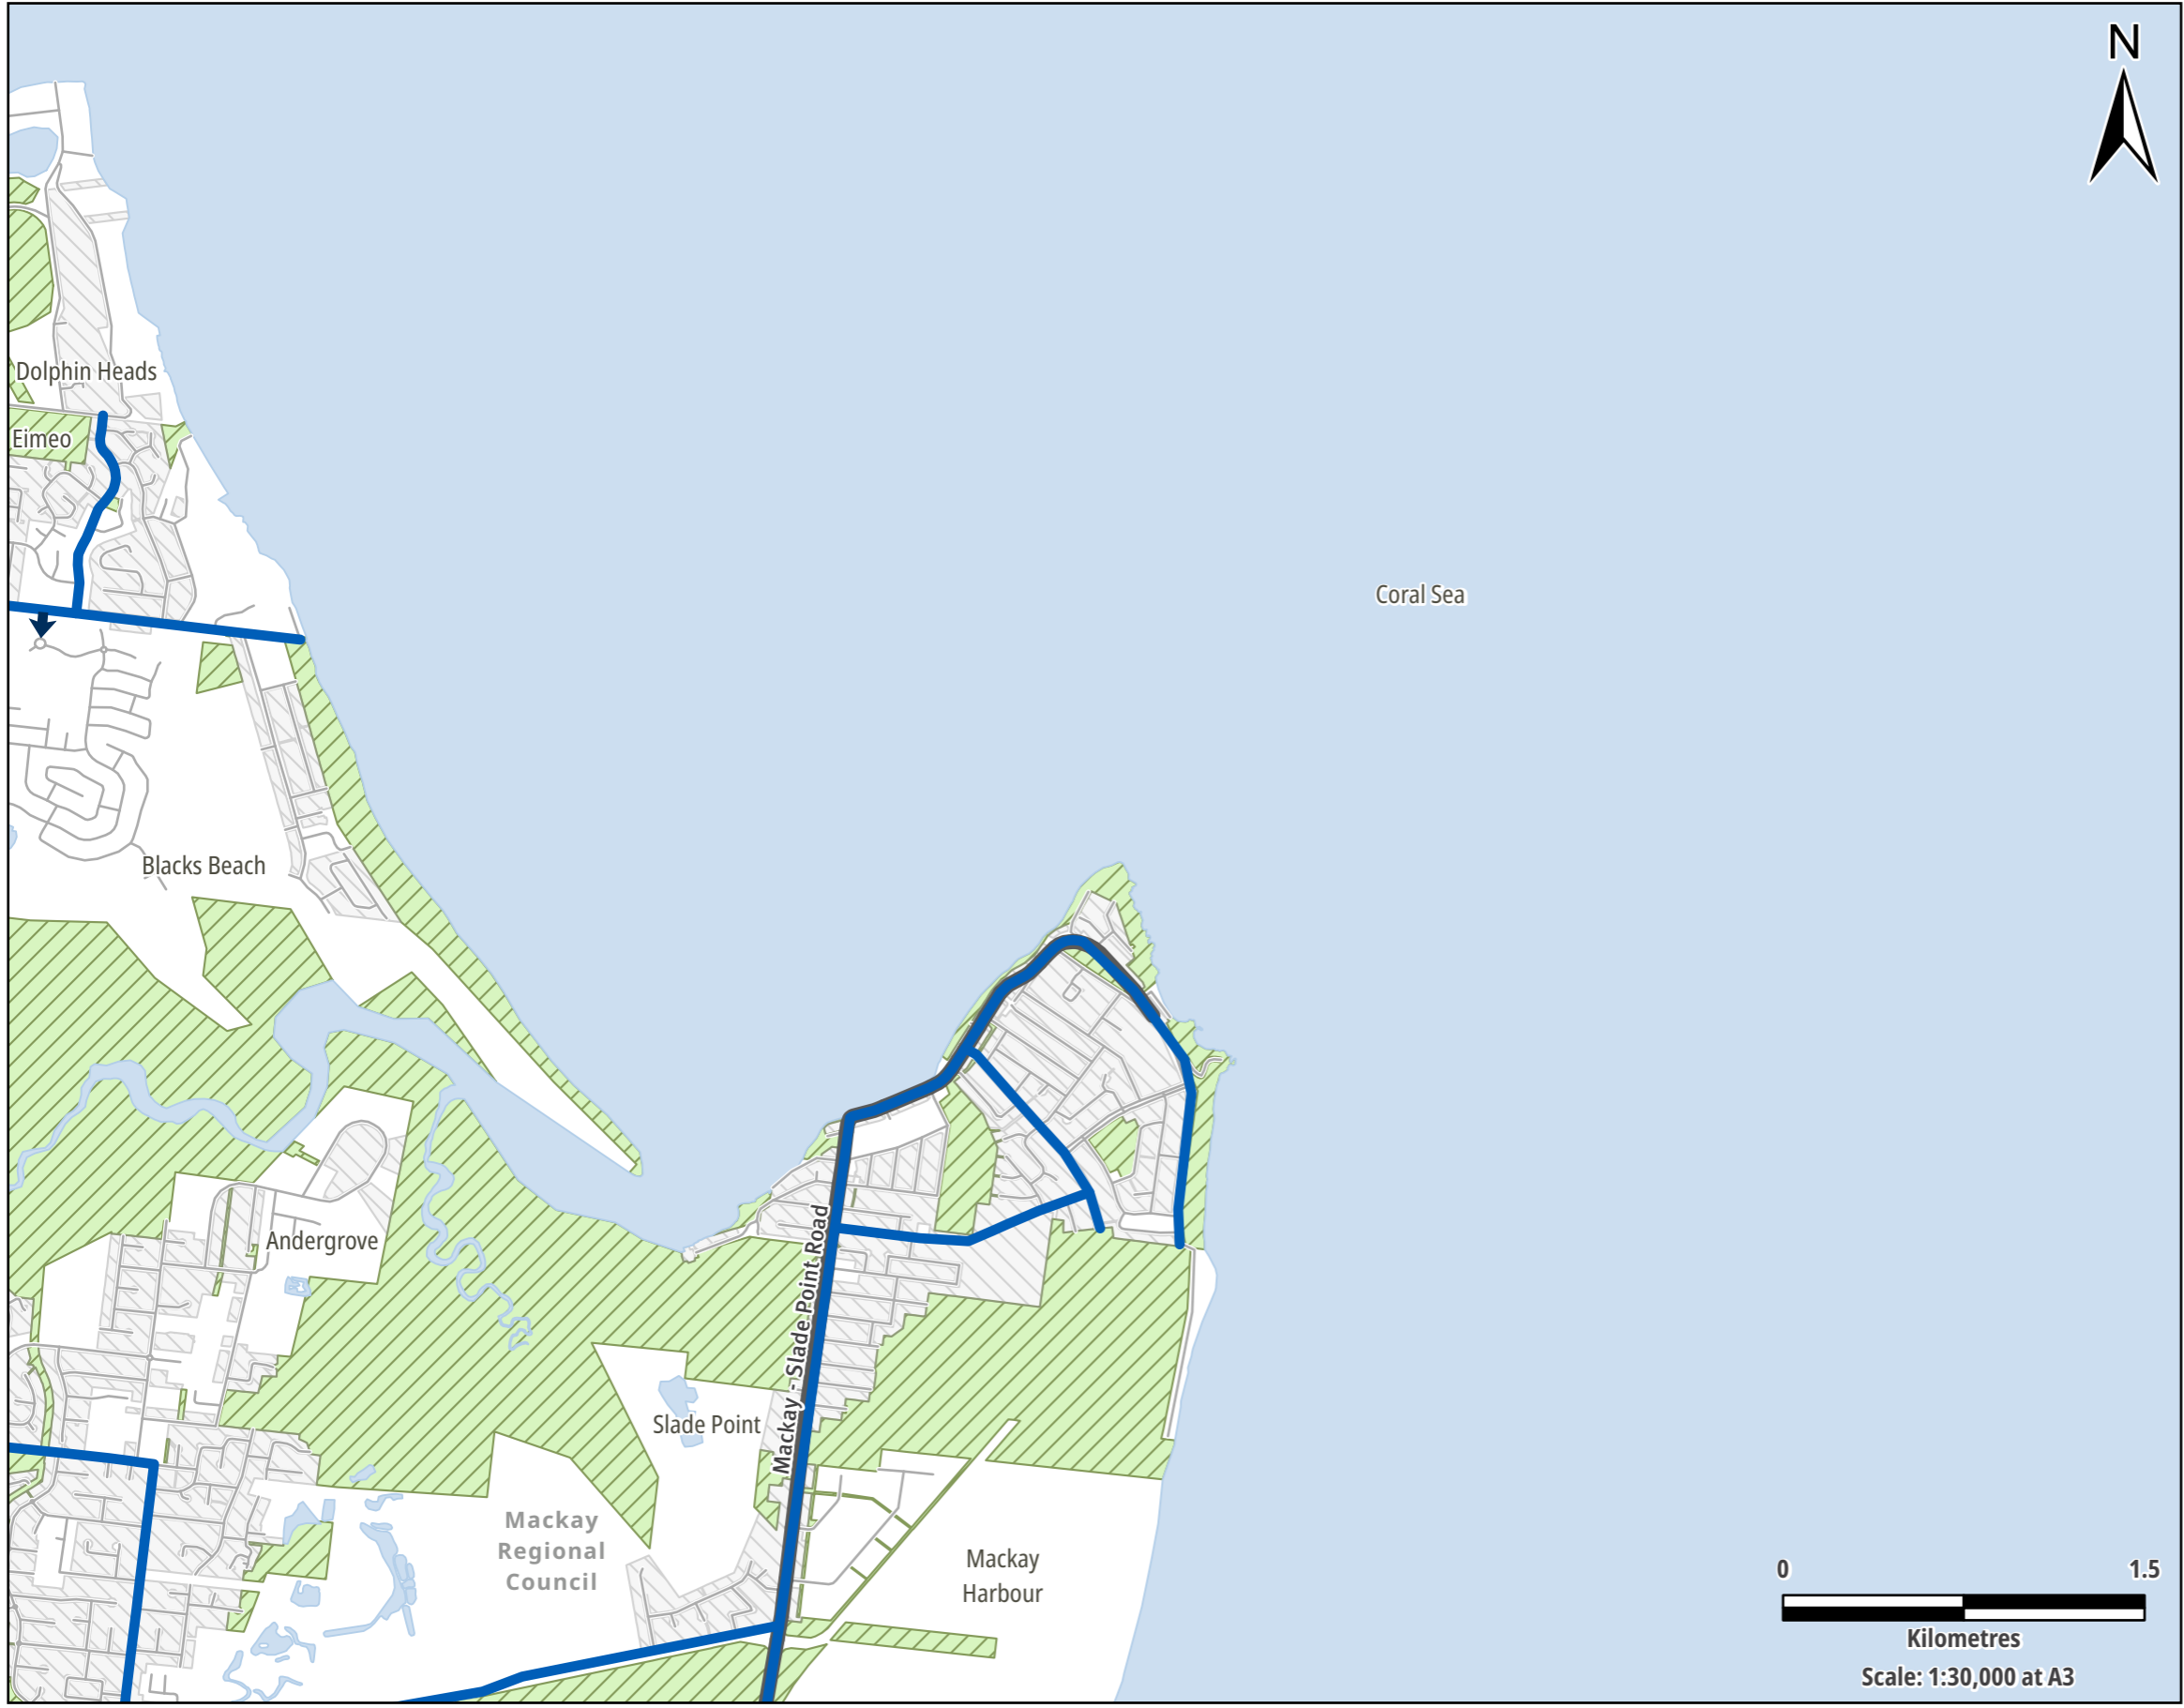 N
Dolphin Heads
Eimeo
Coral Sea
Blacks Beach
Andergrove
Mackay - Slade Point Road
Slade Point
Mackay
Regional
Council
Mackay
Harbour
0 1.5
Kilometres
Scale: 1:30,000 at A3